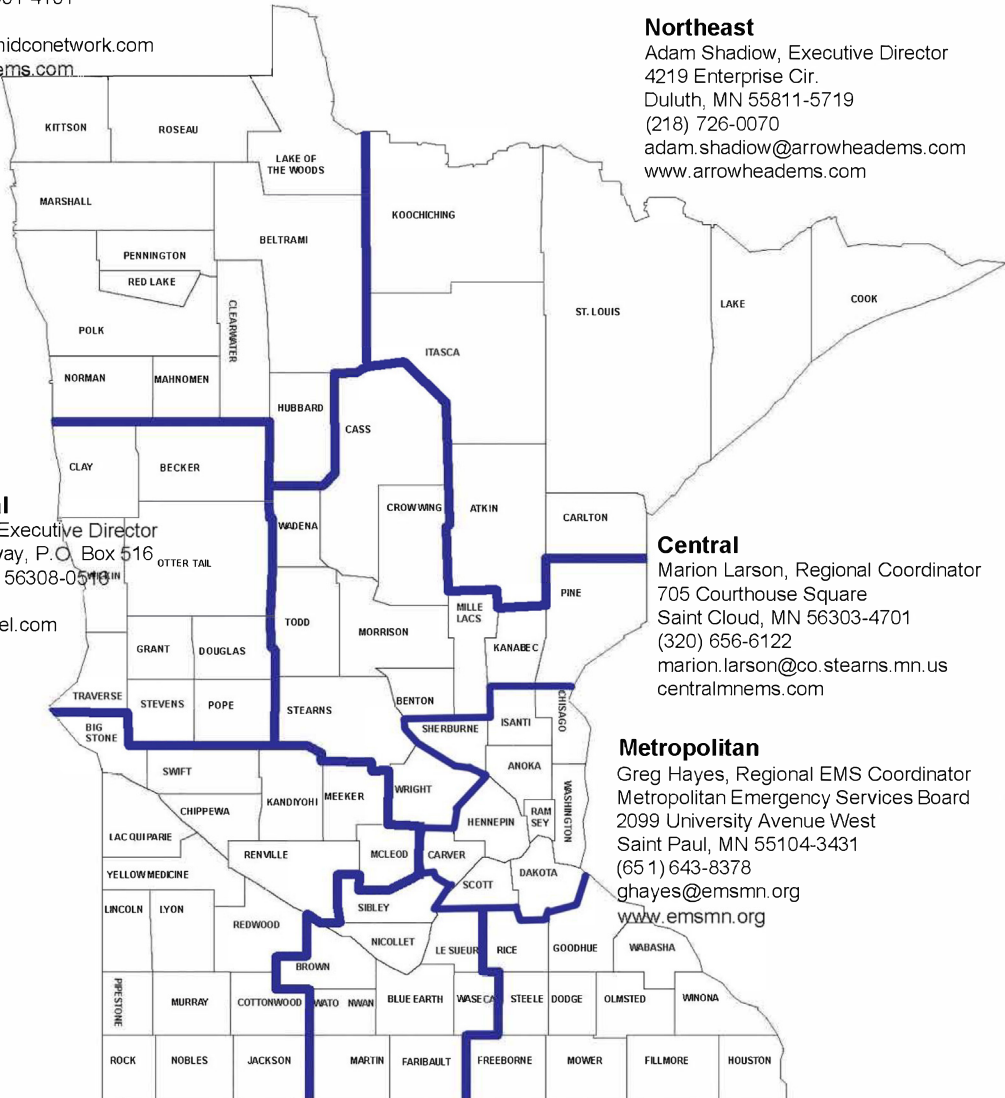 midconetwork.com
ems.com
Northeast
Adam Shadiow, Executive Director
4219 Enterprise Cir.
Duluth, MN 55811-5719
(218) 726-0070
adam.shadiow@arrowheadems.com
www.arrowheadems.com
KITTSON
ROSEAU
LAKE OF
THE WOODS
MARSHALL
KOOCHICHING
BELTRAMI
PENNINGTON
RED LAKE
CLEARWATER
POLK
ST. LOUIS
LAKE
COOK
ITASCA
NORMAN
MAHNOMEN
HUBBARD
CASS
CLAY
BECKER
CROW WING
ATKIN
CARLTON
WADENA
Executive Director
P.O. Box 516
56308-0516
el.com
OTTER TAIL
Central
Marion Larson, Regional Coordinator
705 Courthouse Square
Saint Cloud, MN 56303-4701
(320) 656-6122
marion.larson@co.stearns.mn.us
centralmnems.com
PINE
MILLE
LACS
TODD
MORRISON
KANABEC
GRANT
DOUGLAS
TRAVERSE
STEVENS
POPE
STEARNS
BENTON
CHISAGO
BIG
STONE
SHERBURNE
ISANTI
Metropolitan
Greg Hayes, Regional EMS Coordinator
Metropolitan Emergency Services Board
2099 University Avenue West
Saint Paul, MN 55104-3431
(651) 643-8378
ghayes@emsmn.org
www.emsmn.org
SWIFT
ANOKA
WASHINGTON
KANDIYOHI
MEEKER
WRIGHT
CHIPPEWA
HENNEPIN
RAM
SEY
LAC QUI PARIE
RENVILLE
MCLEOD
CARVER
YELLOW MEDICINE
SCOTT
DAKOTA
LINCOLN
LYON
REDWOOD
SIBLEY
NICOLLET
LE SUEUR
RICE
GOODHUE
WABASHA
BROWN
PIPESTONE
MURRAY
COTTONWOOD
WATO NWAN
BLUE EARTH
WASECA
STEELE
DODGE
OLMSTED
WINONA
ROCK
NOBLES
JACKSON
MARTIN
FARIBAULT
FREEBORNE
MOWER
FILLMORE
HOUSTON